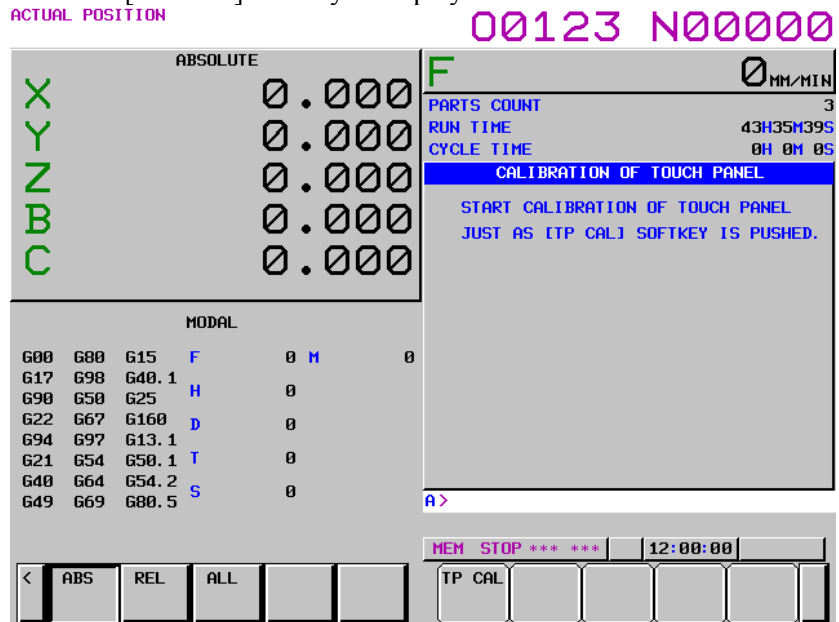 ACTUAL POSITION
O0123 N00000
ABSOLUTE
X 0.000
Y 0.000
Z 0.000
B 0.000
C 0.000
F 0 MM/MIN
PARTS COUNT 3
RUN TIME 43H35M39S
CYCLE TIME 0H 0M 0S
CALIBRATION OF TOUCH PANEL
START CALIBRATION OF TOUCH PANEL
JUST AS [TP CAL] SOFTKEY IS PUSHED.
MODAL
G00 G80 G15 F 0 M 0
G17 G98 G40.1
H 0
G90 G50 G25
G22 G67 G160
D 0
G94 G97 G13.1
G21 G54 G50.1 T 0
G40 G64 G54.2
S 0
G49 G69 G80.5
A>
MEM STOP *** *** 12:00:00
< ABS REL ALL
TP CAL